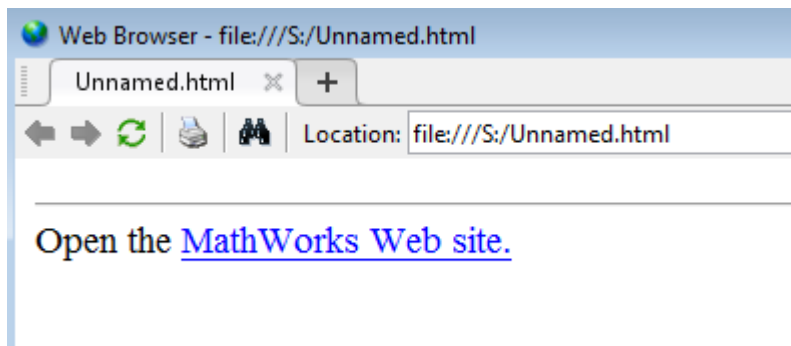 Web Browser - file:///S:/Unnamed.html
Unnamed.html
Location: file:///S:/Unnamed.html
Open the MathWorks Web site.